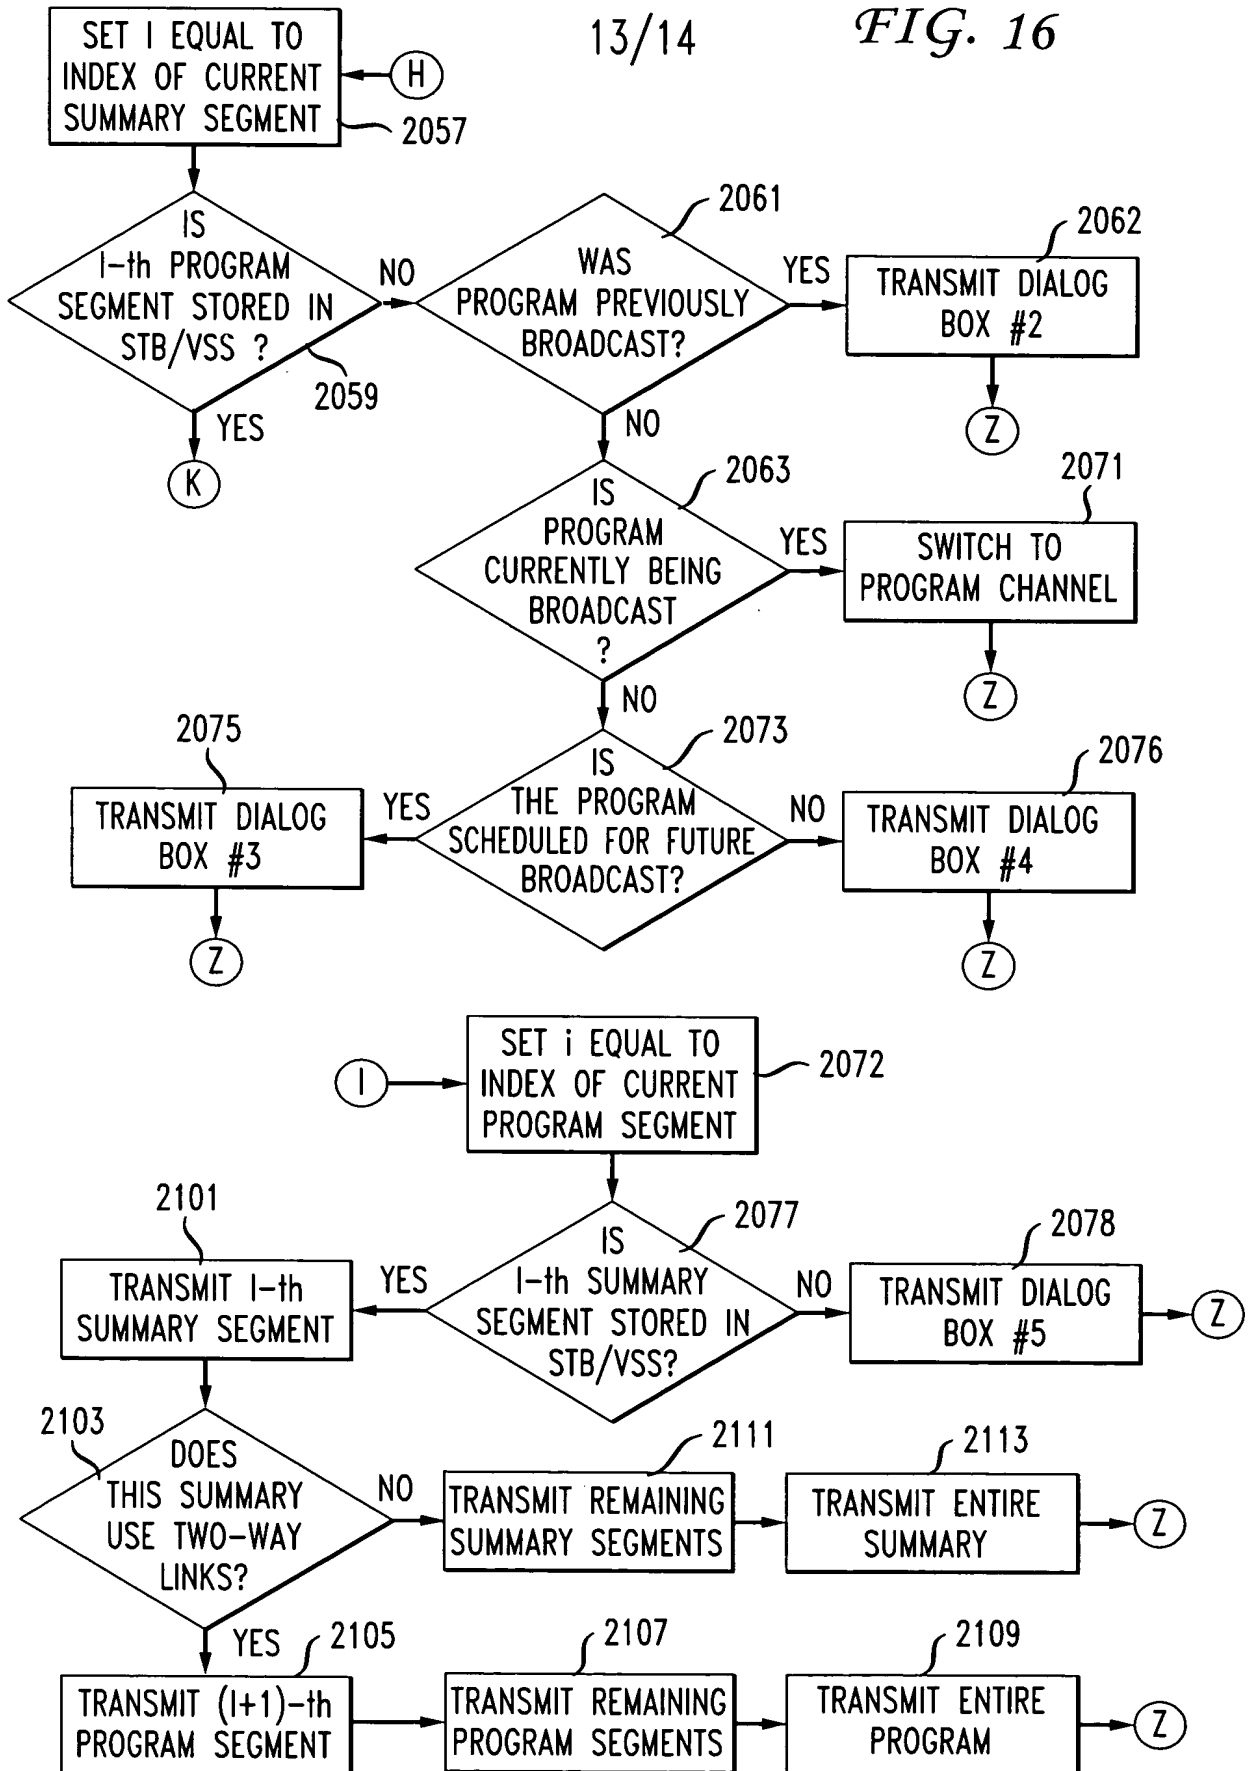 13/14
FIG. 16
SET I EQUAL TO
INDEX OF CURRENT
SUMMARY SEGMENT
H
2057
IS
I-th PROGRAM
SEGMENT STORED IN
STB/VSS ?
2059
NO
YES
K
2061
WAS
PROGRAM PREVIOUSLY
BROADCAST?
YES
NO
2062
TRANSMIT DIALOG
BOX #2
Z
2063
IS
PROGRAM
CURRENTLY BEING
BROADCAST
?
YES
NO
2071
SWITCH TO
PROGRAM CHANNEL
Z
2073
IS
THE PROGRAM
SCHEDULED FOR FUTURE
BROADCAST?
YES
NO
2075
TRANSMIT DIALOG
BOX #3
Z
2076
TRANSMIT DIALOG
BOX #4
Z
I
SET i EQUAL TO
INDEX OF CURRENT
PROGRAM SEGMENT
2072
2077
IS
I-th SUMMARY
SEGMENT STORED IN
STB/VSS?
YES
NO
2078
TRANSMIT DIALOG
BOX #5
Z
2101
TRANSMIT I-th
SUMMARY SEGMENT
2103
DOES
THIS SUMMARY
USE TWO-WAY
LINKS?
NO
YES
2111
TRANSMIT REMAINING
SUMMARY SEGMENTS
2113
TRANSMIT ENTIRE
SUMMARY
Z
2105
TRANSMIT (I+1)-th
PROGRAM SEGMENT
2107
TRANSMIT REMAINING
PROGRAM SEGMENTS
2109
TRANSMIT ENTIRE
PROGRAM
Z